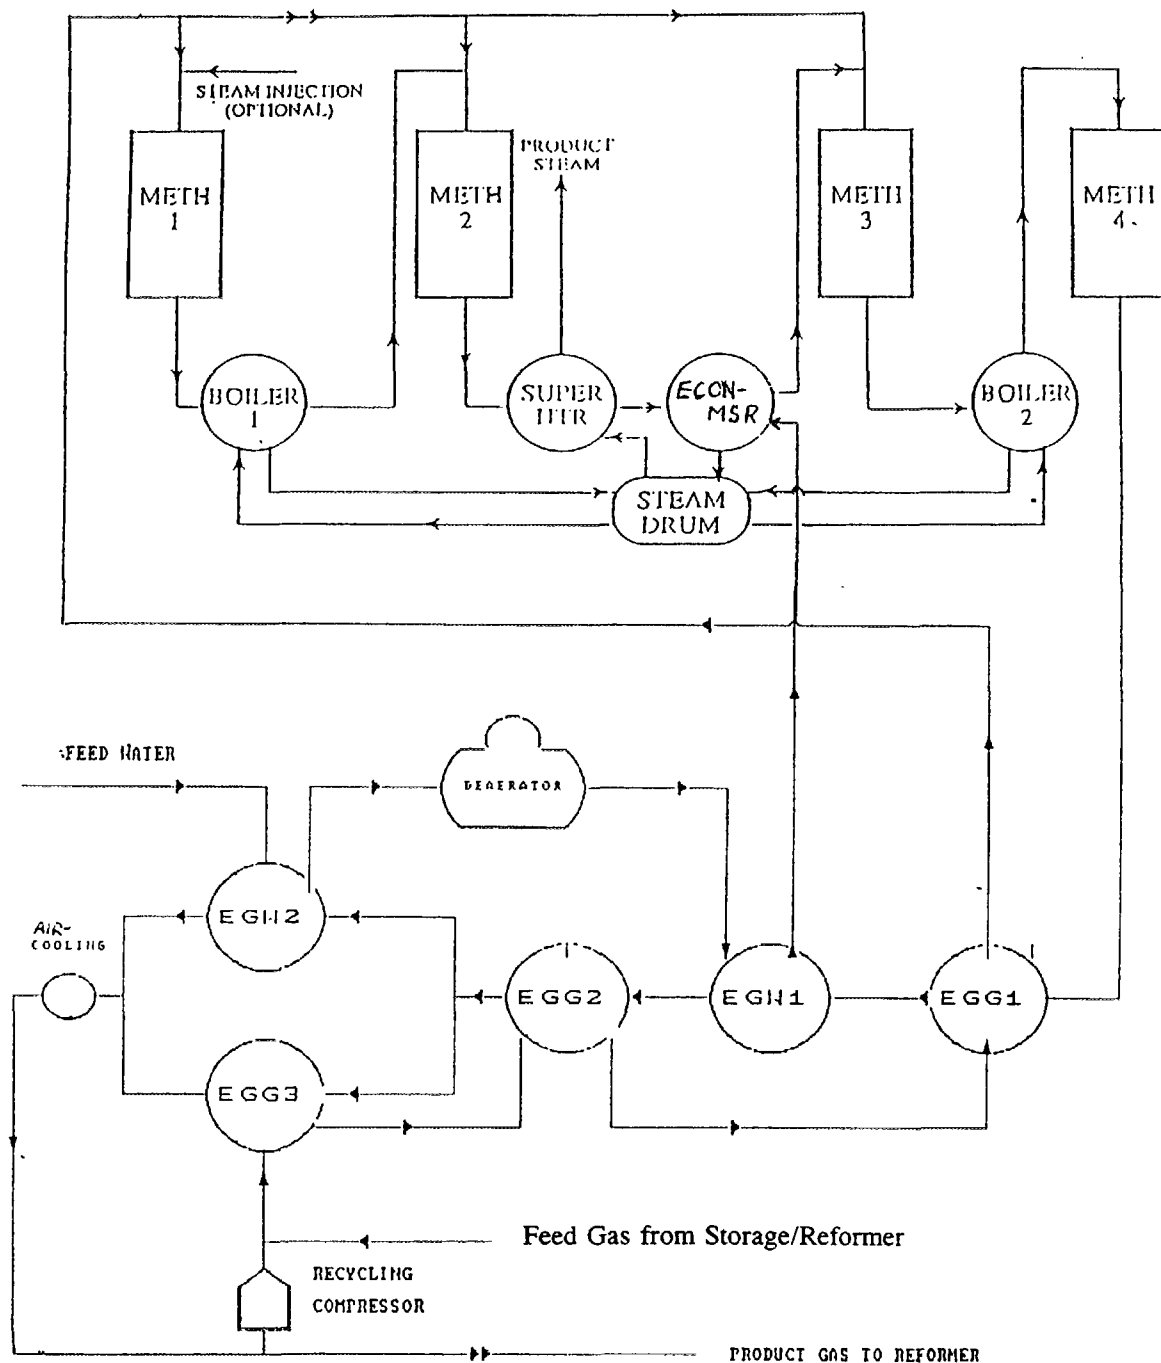 STEAM INJECTION
(OPTIONAL)
METH
1
METH
2
PRODUCT
STEAM
METH
3
METH
4
BOILER
1
SUPER
HTR
ECON-
MSR
BOILER
2
STEAM
DRUM
FEED WATER
DEAERATOR
EGW2
AIR-
COOLING
EGG2
EGW1
EGG1
EGG3
Feed Gas from Storage/Reformer
RECYCLING
COMPRESSOR
PRODUCT GAS TO REFORMER